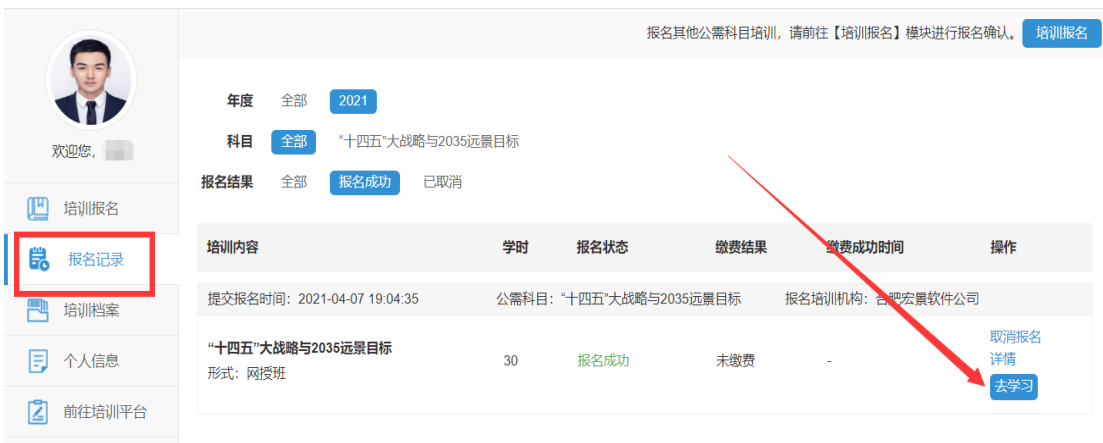 报名其他公需科目培训，请前往【培训报名】模块进行报名确认。 培训报名
欢迎您，
培训报名
报名记录
培训档案
个人信息
前往培训平台
年度 全部 2021
科目 全部 “十四五”大战略与2035远景目标
报名结果 全部 报名成功 已取消
培训内容 学时 报名状态 缴费结果 缴费成功时间 操作
提交报名时间：2021-04-07 19:04:35 公需科目：“十四五”大战略与2035远景目标 报名培训机构：合肥宏景软件公司
“十四五”大战略与2035远景目标
形式：网授班
30 报名成功 未缴费 -
取消报名
详情
去学习